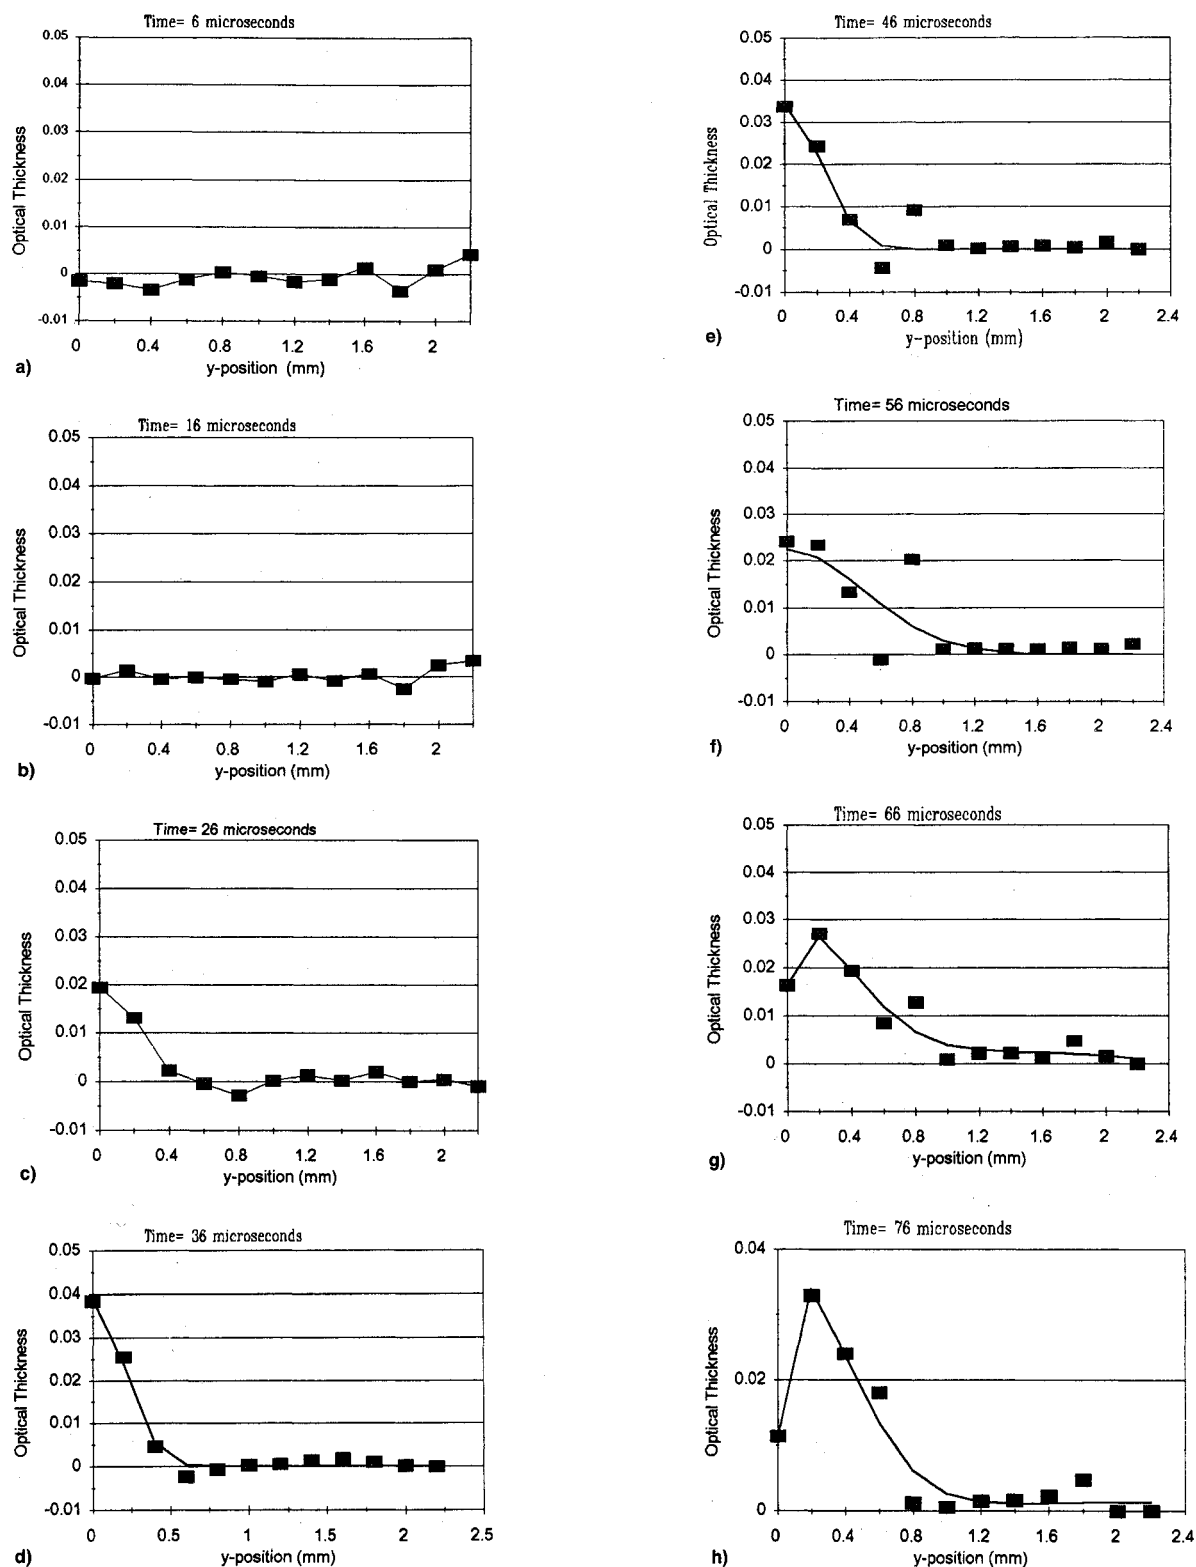 Time= 6 microseconds
0.05
0.04
0.03
0.02
0.01
0
-0.01
Optical Thickness
0 0.4 0.8 1.2 1.6 2
y-position (mm)
a)
Time= 16 microseconds
0.05
0.04
0.03
0.02
0.01
0
-0.01
Optical Thickness
0 0.4 0.8 1.2 1.6 2
y-position (mm)
b)
Time= 26 microseconds
0.05
0.04
0.03
0.02
0.01
0
-0.01
Optical Thickness
0 0.4 0.8 1.2 1.6 2
y-position (mm)
c)
Time= 36 microseconds
0.05
0.04
0.03
0.02
0.01
0
-0.01
Optical Thickness
0 0.5 1 1.5 2 2.5
y-position (mm)
d)
Time= 46 microseconds
0.05
0.04
0.03
0.02
0.01
0
-0.01
Optical Thickness
0 0.4 0.8 1.2 1.6 2 2.4
y-position (mm)
e)
Time= 56 microseconds
0.05
0.04
0.03
0.02
0.01
0
-0.01
Optical Thickness
0 0.4 0.8 1.2 1.6 2 2.4
y-position (mm)
f)
Time= 66 microseconds
0.05
0.04
0.03
0.02
0.01
0
-0.01
Optical Thickness
0 0.4 0.8 1.2 1.6 2 2.4
y-position (mm)
g)
Time= 76 microseconds
0.04
0.02
0
Optical Thickness
0 0.4 0.8 1.2 1.6 2 2.4
y-position (mm)
h)